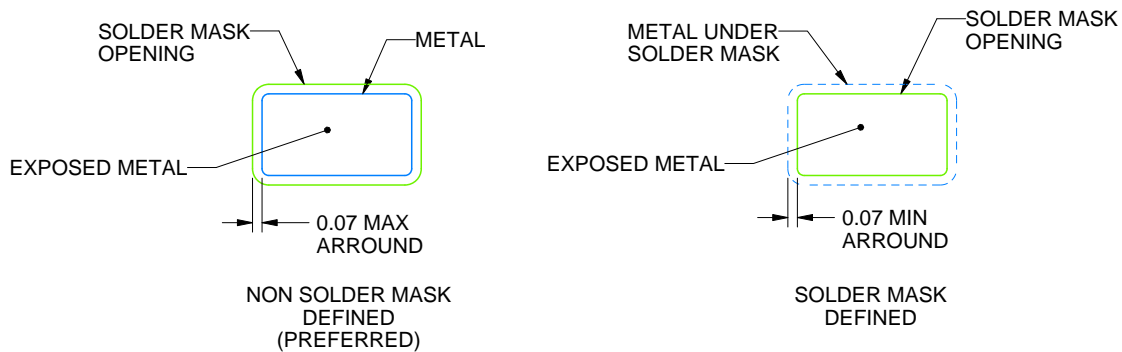 SOLDER MASK
OPENING
METAL
EXPOSED METAL
0.07 MAX
ARROUND
NON SOLDER MASK
DEFINED
(PREFERRED)
METAL UNDER
SOLDER MASK
SOLDER MASK
OPENING
EXPOSED METAL
0.07 MIN
ARROUND
SOLDER MASK
DEFINED